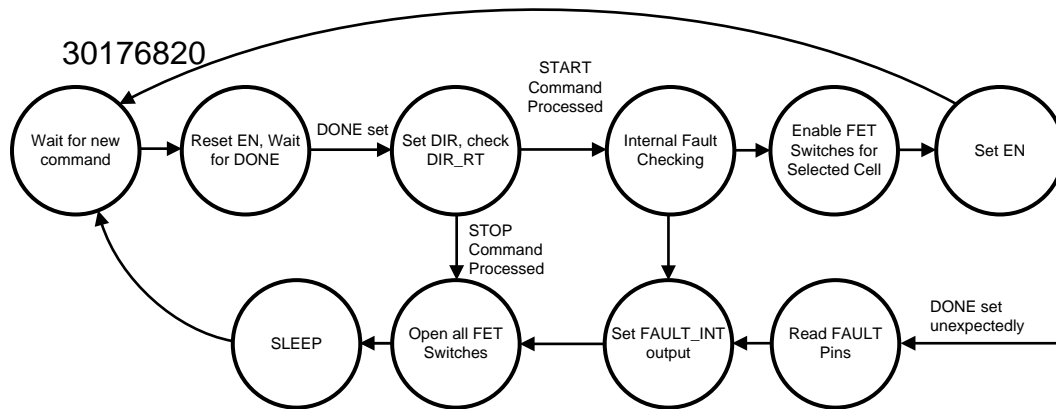 30176820
START
Command
Processed
Wait for new
command
Reset EN, Wait
for DONE
DONE set
Set DIR, check
DIR_RT
Internal Fault
Checking
Enable FET
Switches for
Selected Cell
Set EN
STOP
Command
Processed
SLEEP
Open all FET
Switches
Set FAULT_INT
output
Read FAULT
Pins
DONE set
unexpectedly